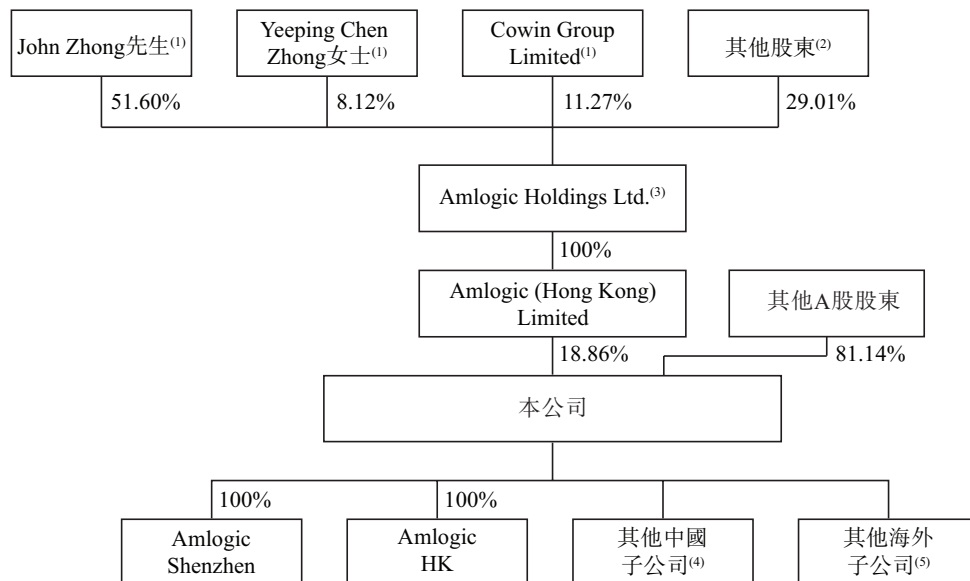 John Zhong先生(1)
Yeeping Chen
Zhong女士(1)
Cowin Group
Limited(1)
其他股東(2)
51.60%
8.12%
11.27%
29.01%
Amlogic Holdings Ltd.(3)
100%
Amlogic (Hong Kong)
Limited
其他A股股東
18.86%
81.14%
本公司
100%
100%
Amlogic
Shenzhen
Amlogic
HK
其他中國
子公司(4)
其他海外
子公司(5)